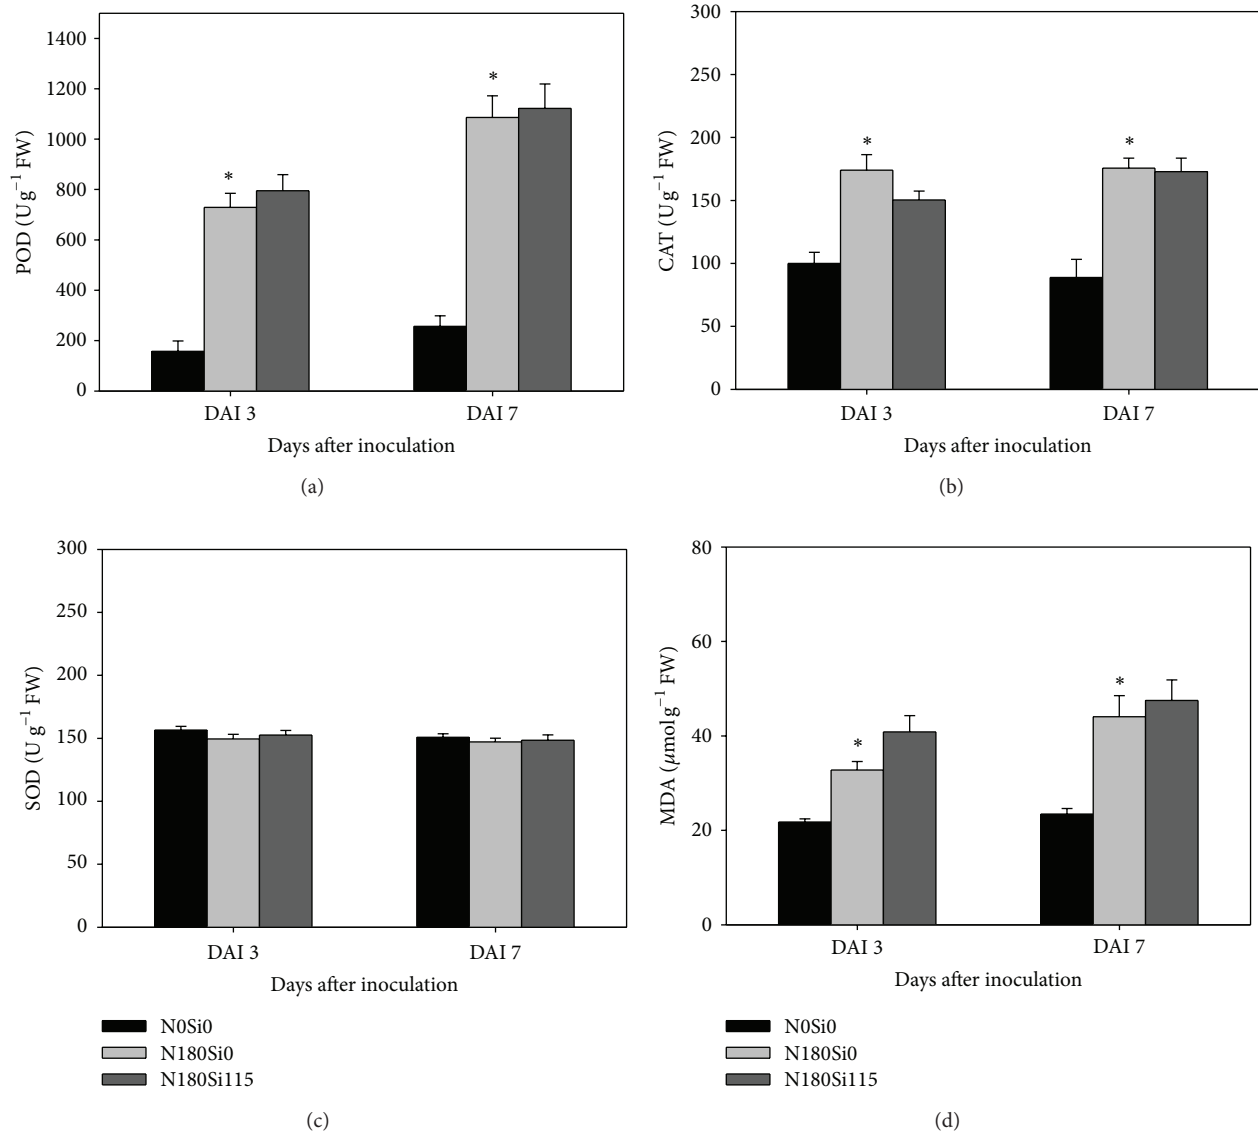 1400
1200
1000
800
600
400
200
0
POD (U g⁻¹ FW)
*
*
DAI 3
DAI 7
Days after inoculation
(a)
300
250
200
150
100
50
0
CAT (U g⁻¹ FW)
*
*
DAI 3
DAI 7
Days after inoculation
(b)
300
250
200
150
100
50
0
SOD (U g⁻¹ FW)
DAI 3
DAI 7
Days after inoculation
N0Si0
N180Si0
N180Si115
(c)
80
60
40
20
0
MDA (μmol g⁻¹ FW)
*
*
DAI 3
DAI 7
Days after inoculation
N0Si0
N180Si0
N180Si115
(d)